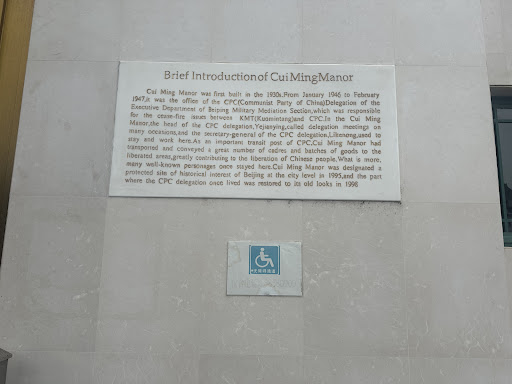 Brief Introduction of Cui Ming Manor
Cui Ming Manor was first built in the 1930s.From January 1946 to February
1947,it was the office of the CPC(Communist Party of China)Delegation of the
Executive Department of Beiping Military Mediation Section,which was responsible
for the cease-fire issues between KMT(Kuomintang)and CPC.In the Cui Ming
Manor,the head of the CPC delegation,Yejianying,called delegation meetings on
many occasions,and the secretary-general of the CPC delegation,Likenong,used to
stay and work here.As an important transit post of CPC,Cui Ming Manor had
transported and conveyed a great number of cadres and batches of goods to the
liberated areas,greatly contributing to the liberation of Chinese people.What is more,
many well-known personages once stayed here.Cui Ming Manor was designated a
protected site of historical interest of Beijing at the city level in 1995,and the part
where the CPC delegation once lived was restored to its old looks in 1998